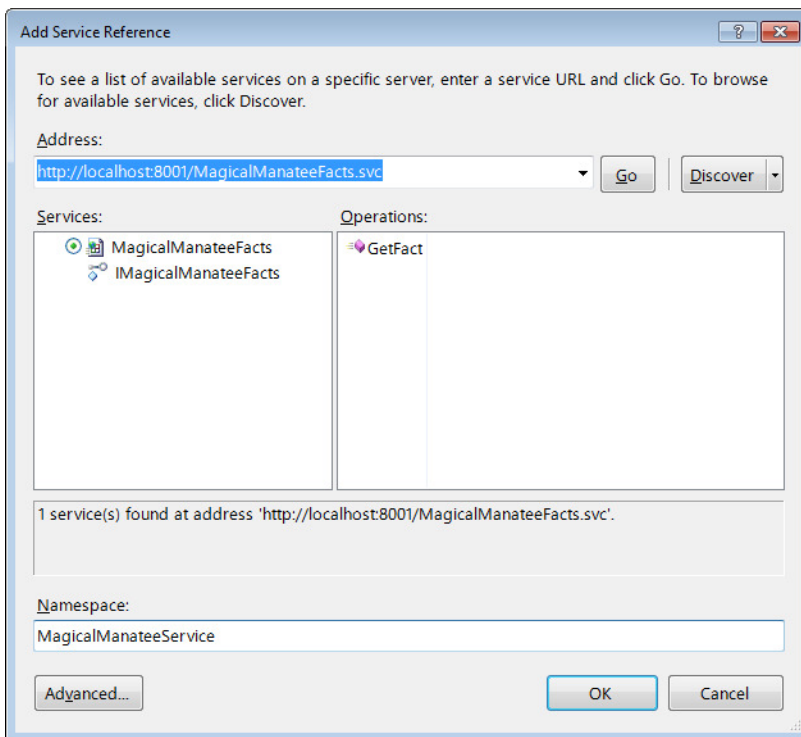 Add Service Reference
To see a list of available services on a specific server, enter a service URL and click Go. To browse
for available services, click Discover.
Address:
http://localhost:8001/MagicalManateeFacts.svc Go Discover
Services: Operations:
MagicalManateeFacts GetFact
IMagicalManateeFacts
1 service(s) found at address 'http://localhost:8001/MagicalManateeFacts.svc'.
Namespace:
MagicalManateeService
Advanced... OK Cancel